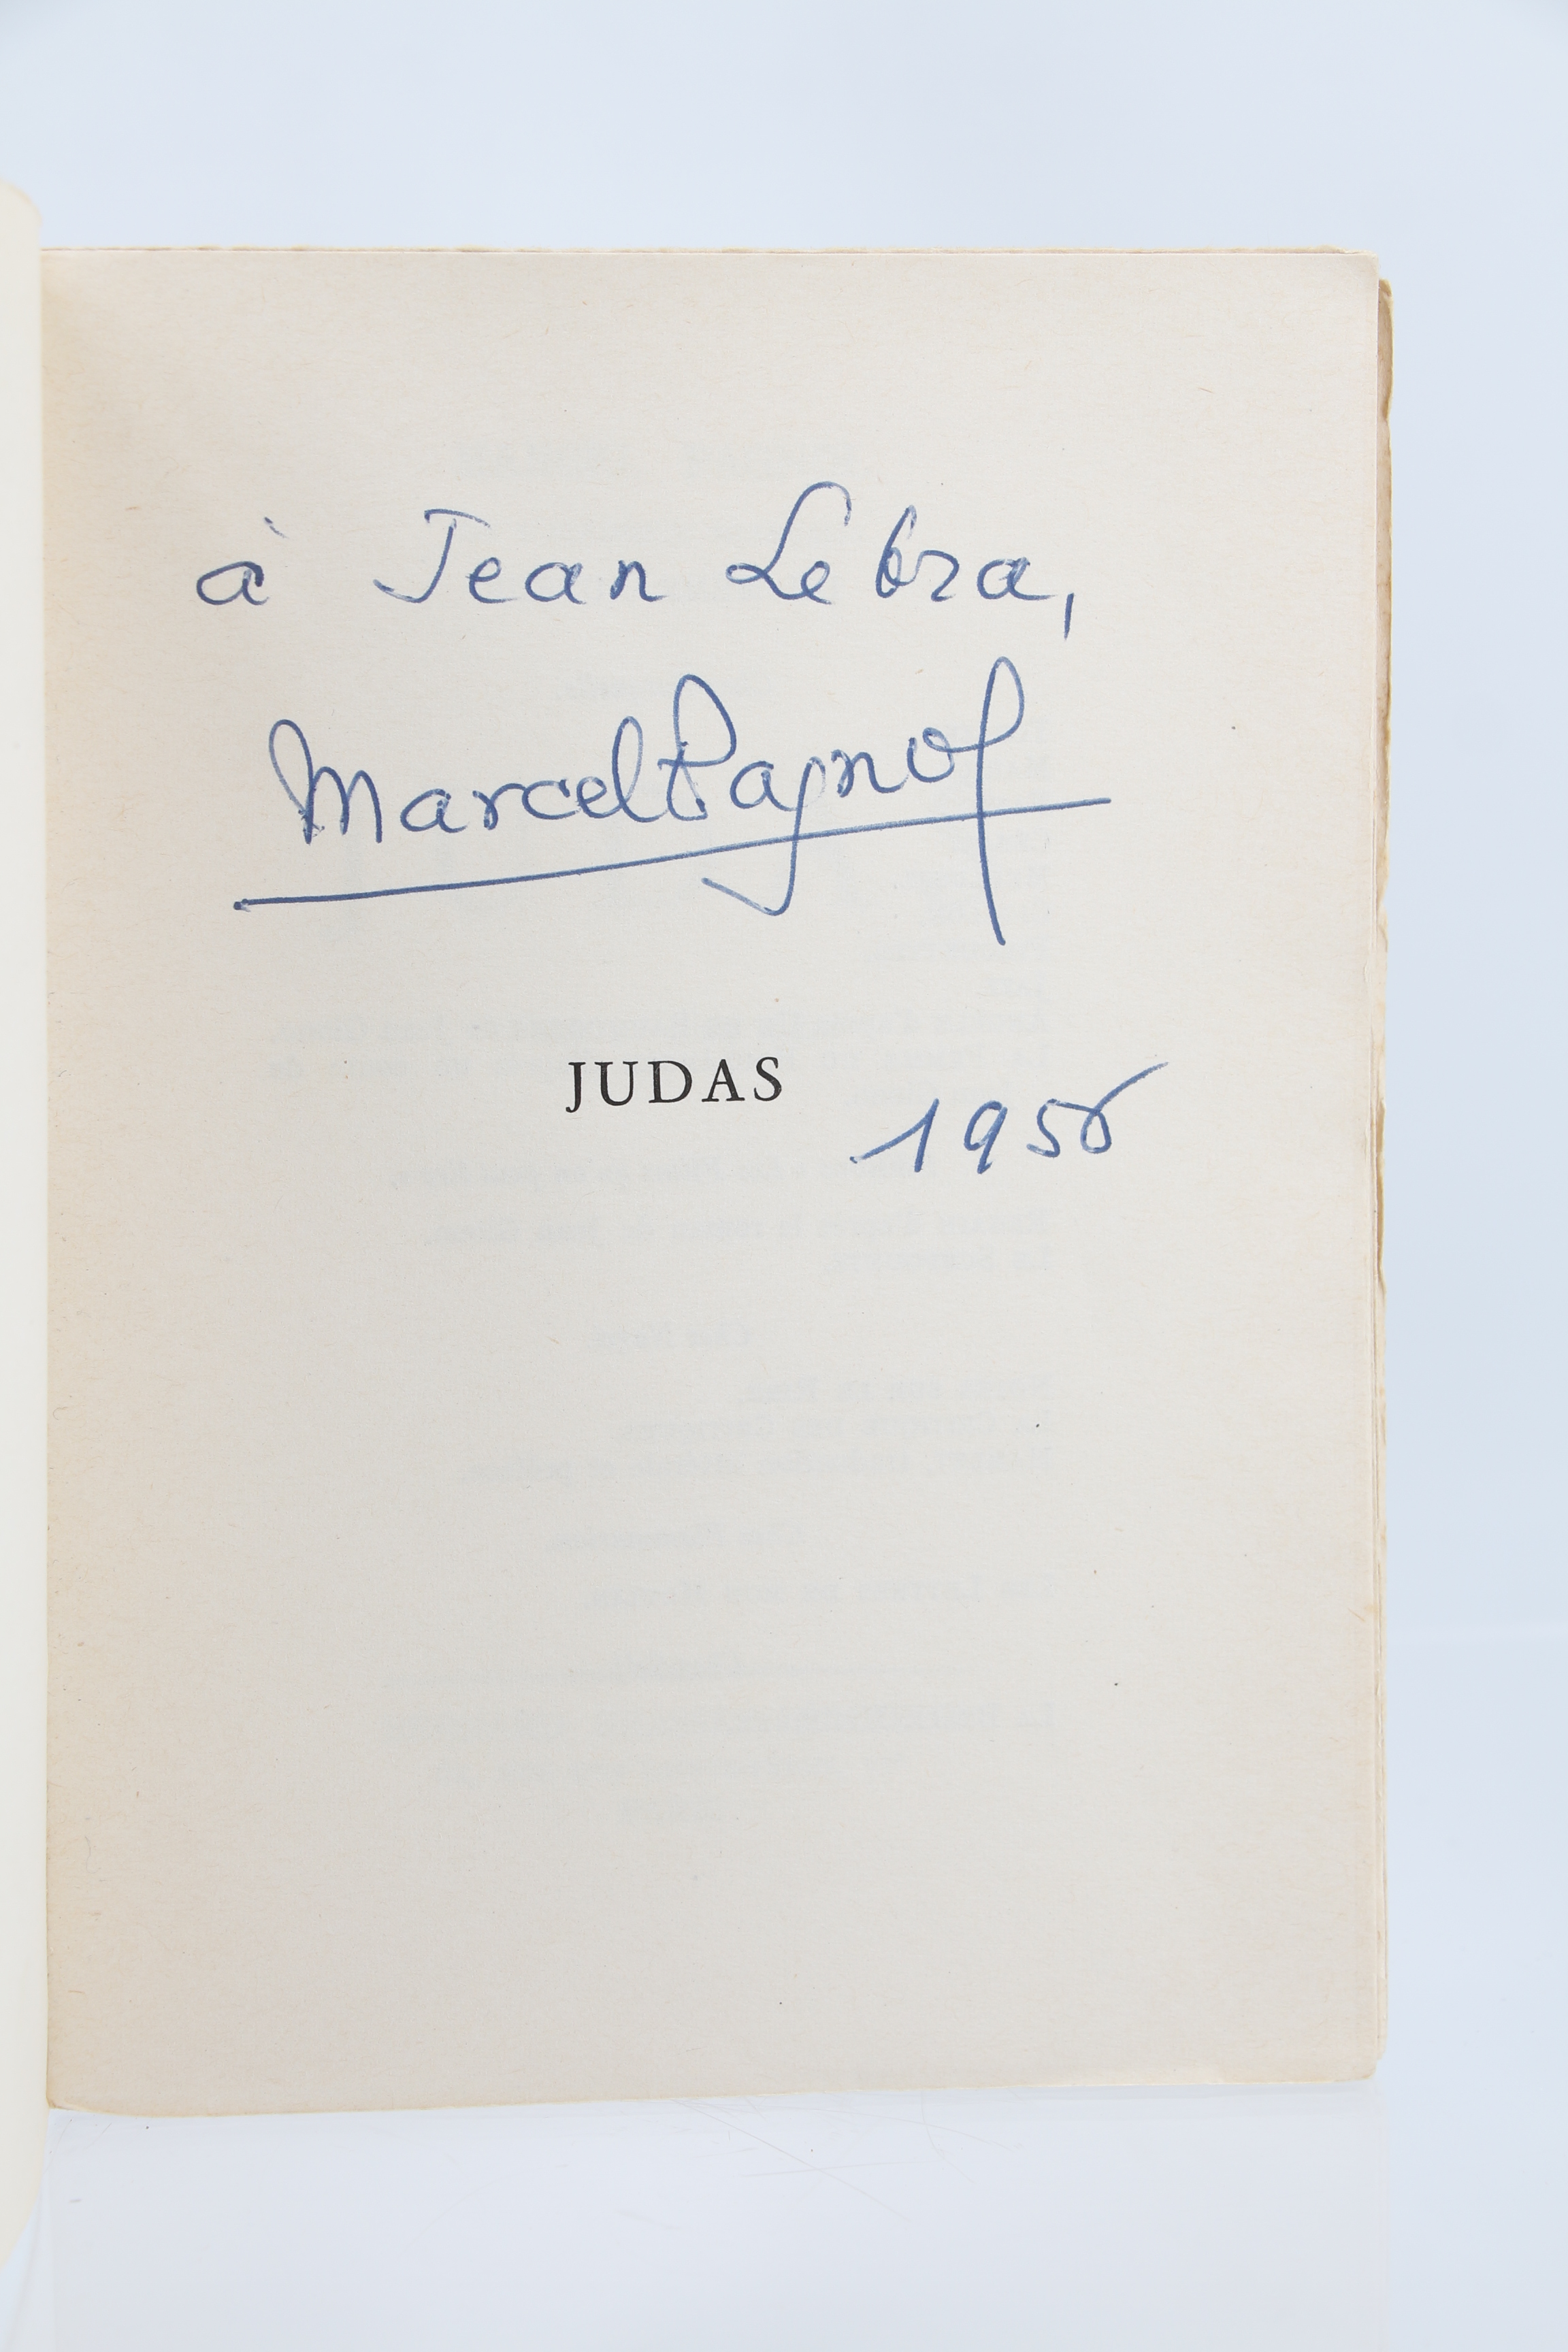 à Jean Lebra,
Marcel Pagnol
JUDAS
1956